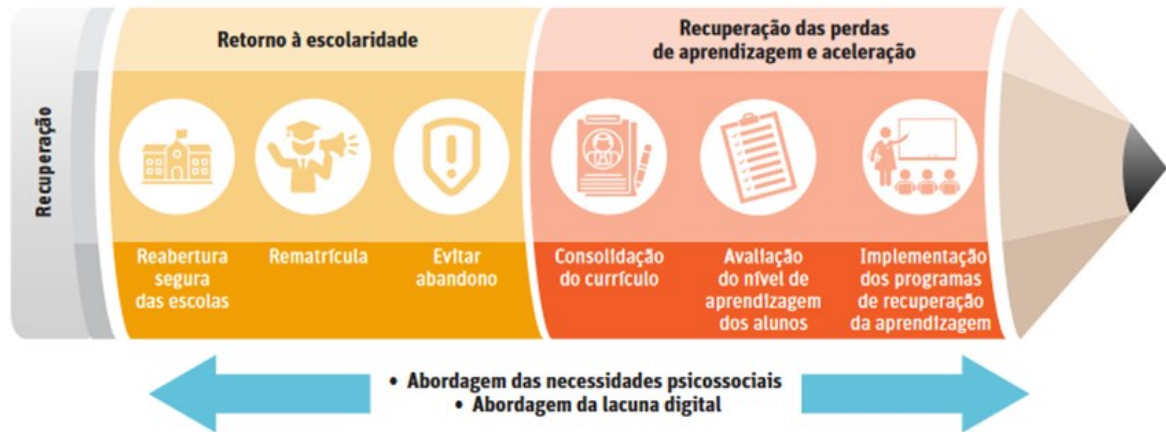 Recuperação
Retorno à escolaridade
Recuperação das perdas
de aprendizagem e aceleração
Reabertura
segura
das escolas
Rematrícula
Evitar
abandono
Consolidação
do currículo
Avaliação
do nível de
aprendizagem
dos alunos
Implementação
dos programas
de recuperação
da aprendizagem
• Abordagem das necessidades psicossociais
• Abordagem da lacuna digital